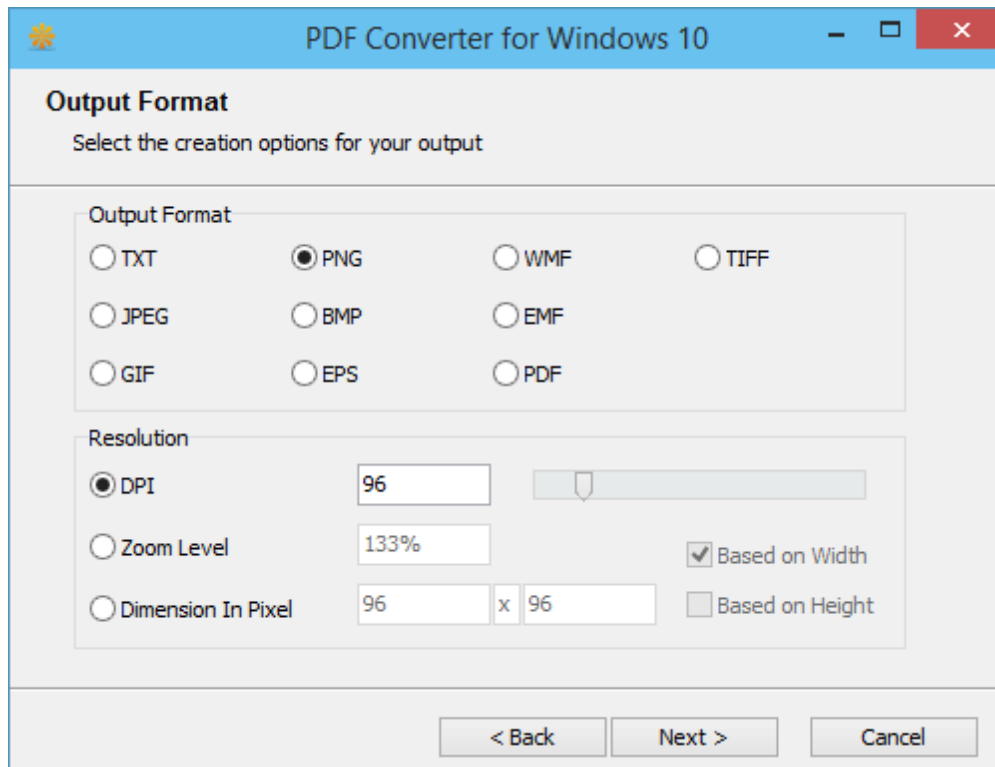 PDF Converter for Windows 10
Output Format
Select the creation options for your output
Output Format
TXT PNG WMF TIFF
JPEG BMP EMF
GIF EPS PDF
Resolution
DPI 96
Zoom Level 133%
Based on Width
Dimension In Pixel 96 x 96
Based on Height
< Back Next > Cancel